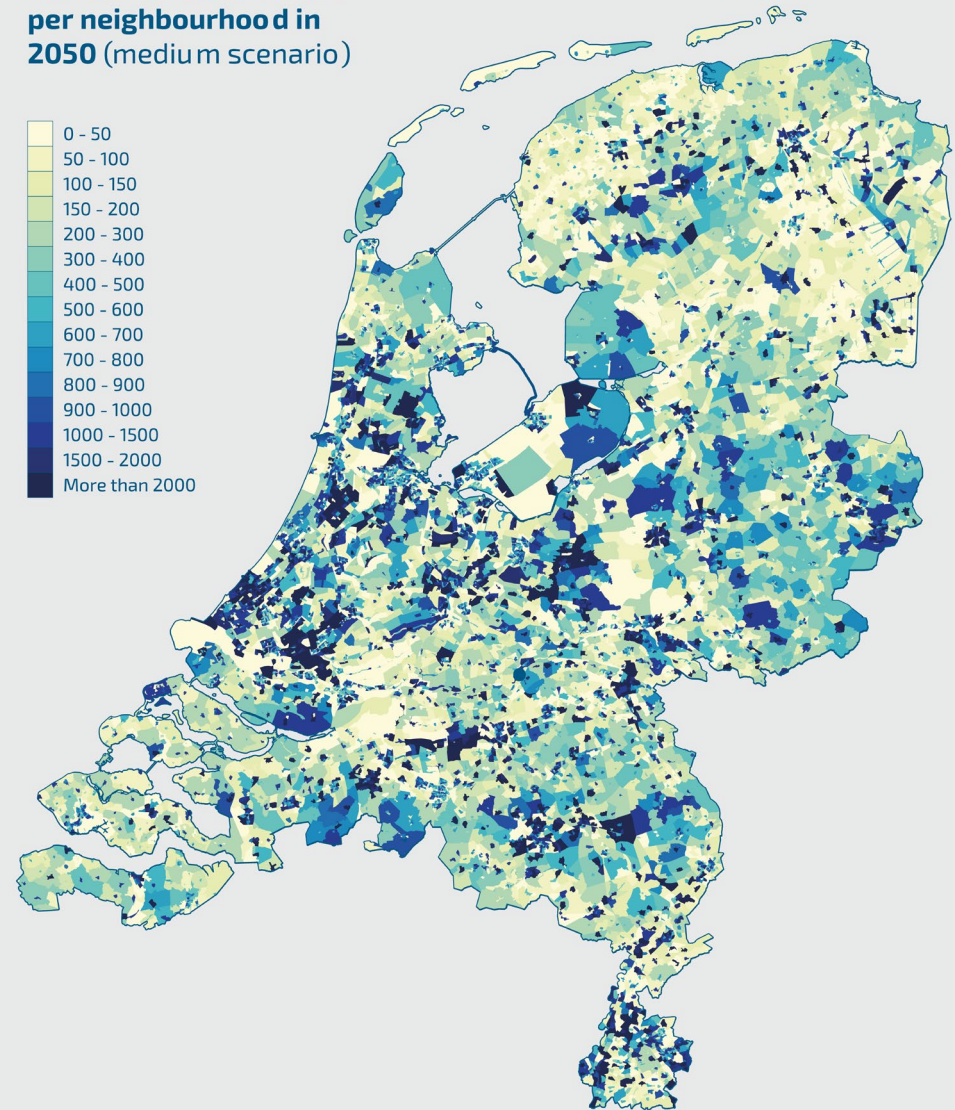 per neighbourhood in
2050 (medium scenario)
0 - 50
50 - 100
100 - 150
150 - 200
200 - 300
300 - 400
400 - 500
500 - 600
600 - 700
700 - 800
800 - 900
900 - 1000
1000 - 1500
1500 - 2000
More than 2000